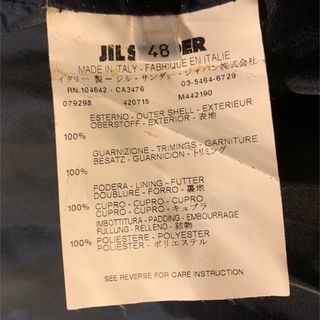 JIL SANDER
48
MADE IN ITALY - FABRIQUE EN ITALIE
イタリー 製 - ジル・サンダー・ジャパン株式会社
RN.104642 - CA3476 03-5464-6729
079298 420715 M442190
ESTERNO - OUTER SHELL - EXTERIEUR
OBERSTOFF - EXTERIOR - 表地
100%
GUARNIZIONE - TRIMINGS - GARNITURE
BESATZ - GUARNICION - トリミング
100%
FODERA - LINING - FUTTER
DOUBLURE - FORRO - 裏地
100% CUPRO - CUPRO - CUPRO
CUPRO - CUPRO - キュプラ
IMBOTTITURA - PADDING - EMBOURRAGE
FULLUNG - RELLENO - 詰物
100% POLIESTERE - POLYESTER
POLIESTER - ポリエステル
SEE REVERSE FOR CARE INSTRUCTION